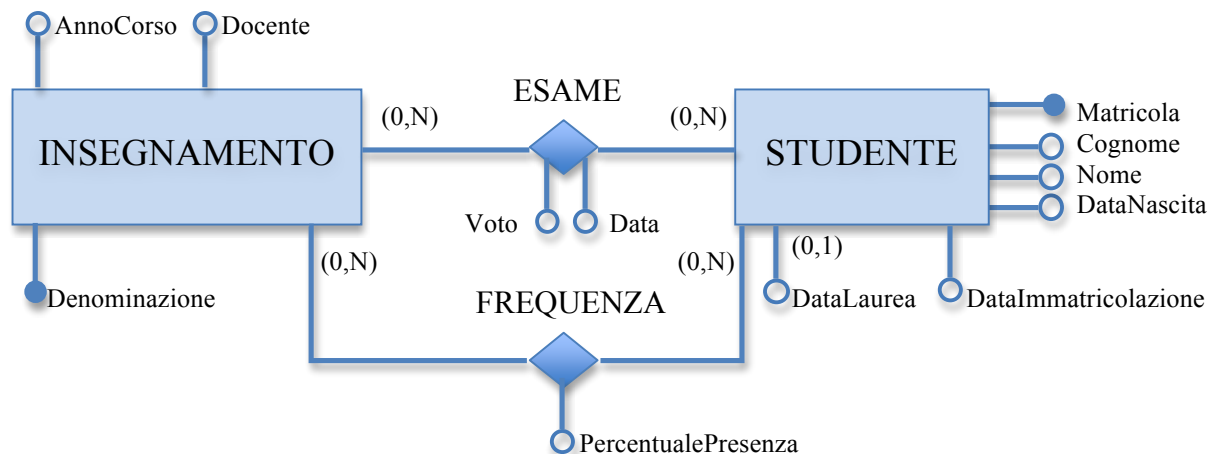 AnnoCorso
Docente
ESAME
(0,N)
(0,N)
INSEGNAMENTO
STUDENTE
Matricola
Cognome
Nome
DataNascita
Voto
Data
(0,N)
(0,N)
(0,1)
Denominazione
FREQUENZA
DataLaurea
DataImmatricolazione
PercentualePresenza